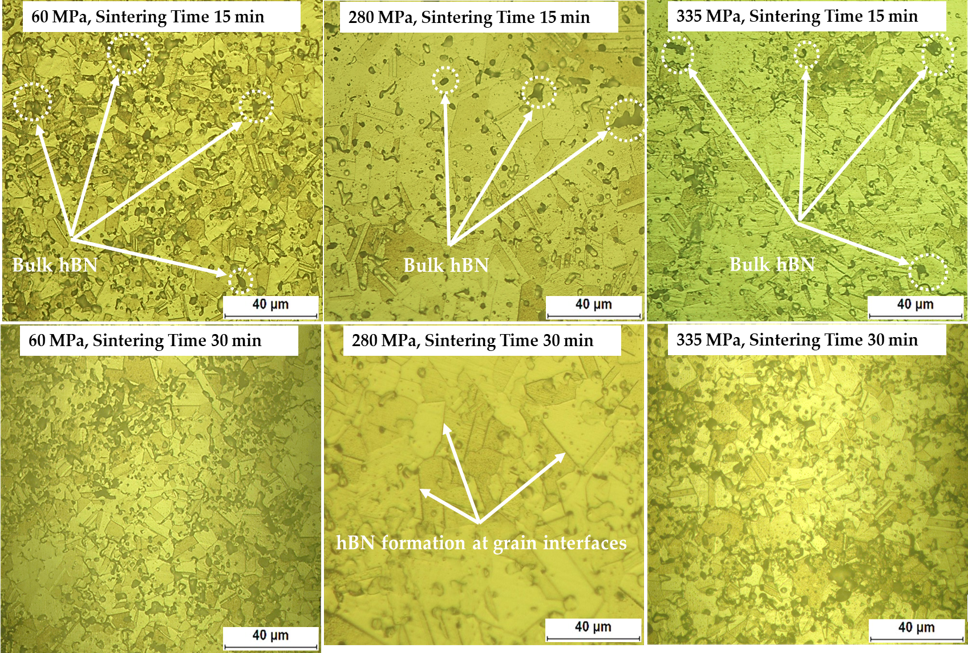 60 MPa, Sintering Time 15 min
280 MPa, Sintering Time 15 min
335 MPa, Sintering Time 15 min
Bulk hBN
Bulk hBN
Bulk hBN
40 µm
40 µm
40 µm
60 MPa, Sintering Time 30 min
280 MPa, Sintering Time 30 min
335 MPa, Sintering Time 30 min
hBN formation at grain interfaces
40 µm
40 µm
40 µm